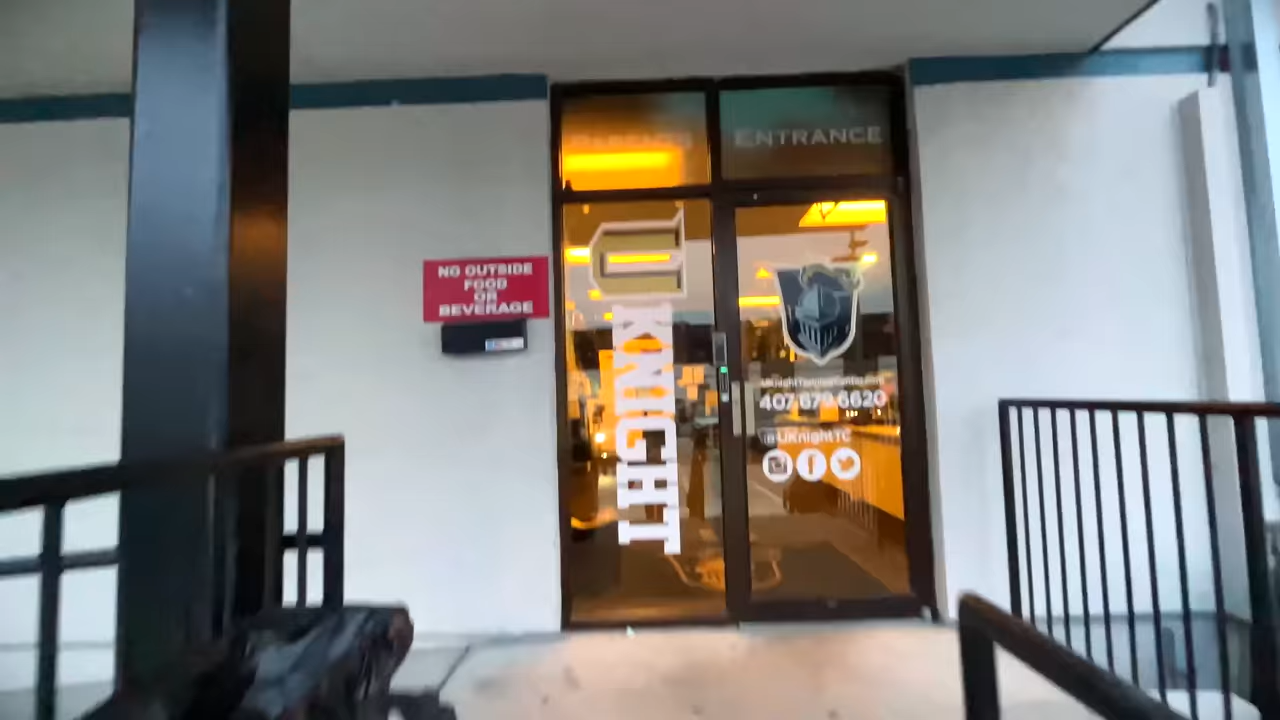 ENTRANCE
NO OUTSIDE
FOOD
OR
BEVERAGE
U KNIGHT
407.679.6620
@UKnightTC